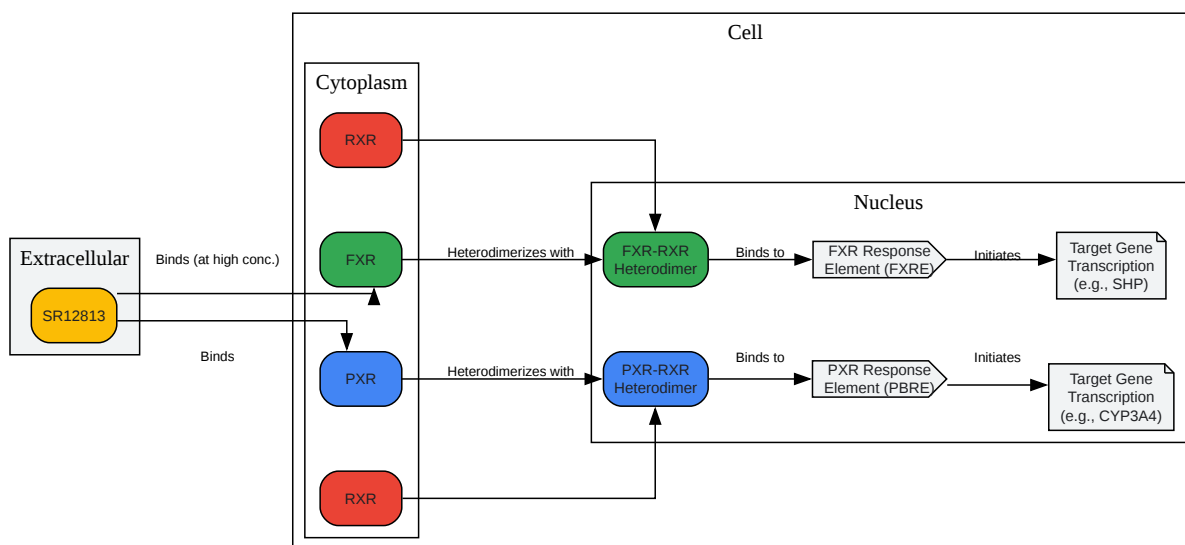 Cell
Cytoplasm
RXR
Nucleus
Extracellular
SR12813
Binds (at high conc.)
FXR
Heterodimerizes with
FXR-RXR
Heterodimer
Binds to
FXR Response
Element (FXRE)
Initiates
Target Gene
Transcription
(e.g., SHP)
Binds
PXR
Heterodimerizes with
PXR-RXR
Heterodimer
Binds to
PXR Response
Element (PBRE)
Initiates
Target Gene
Transcription
(e.g., CYP3A4)
RXR